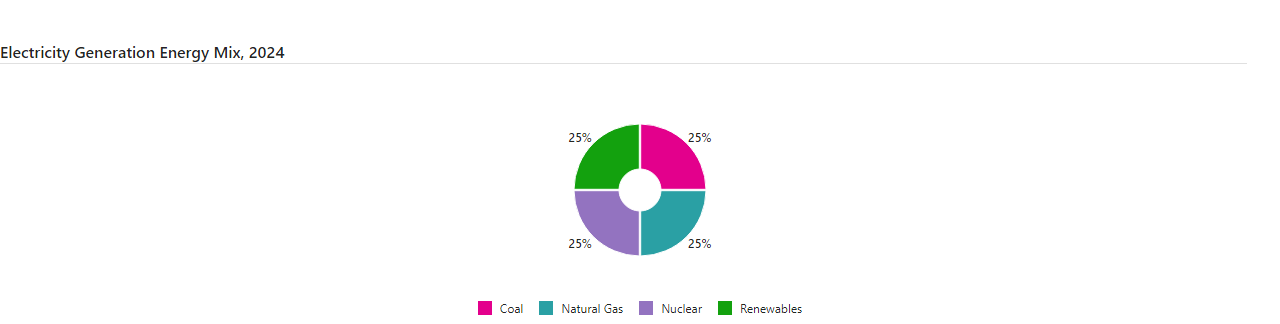 Electricity Generation Energy Mix, 2024
25% 25%
25% 25%
Coal Natural Gas Nuclear Renewables